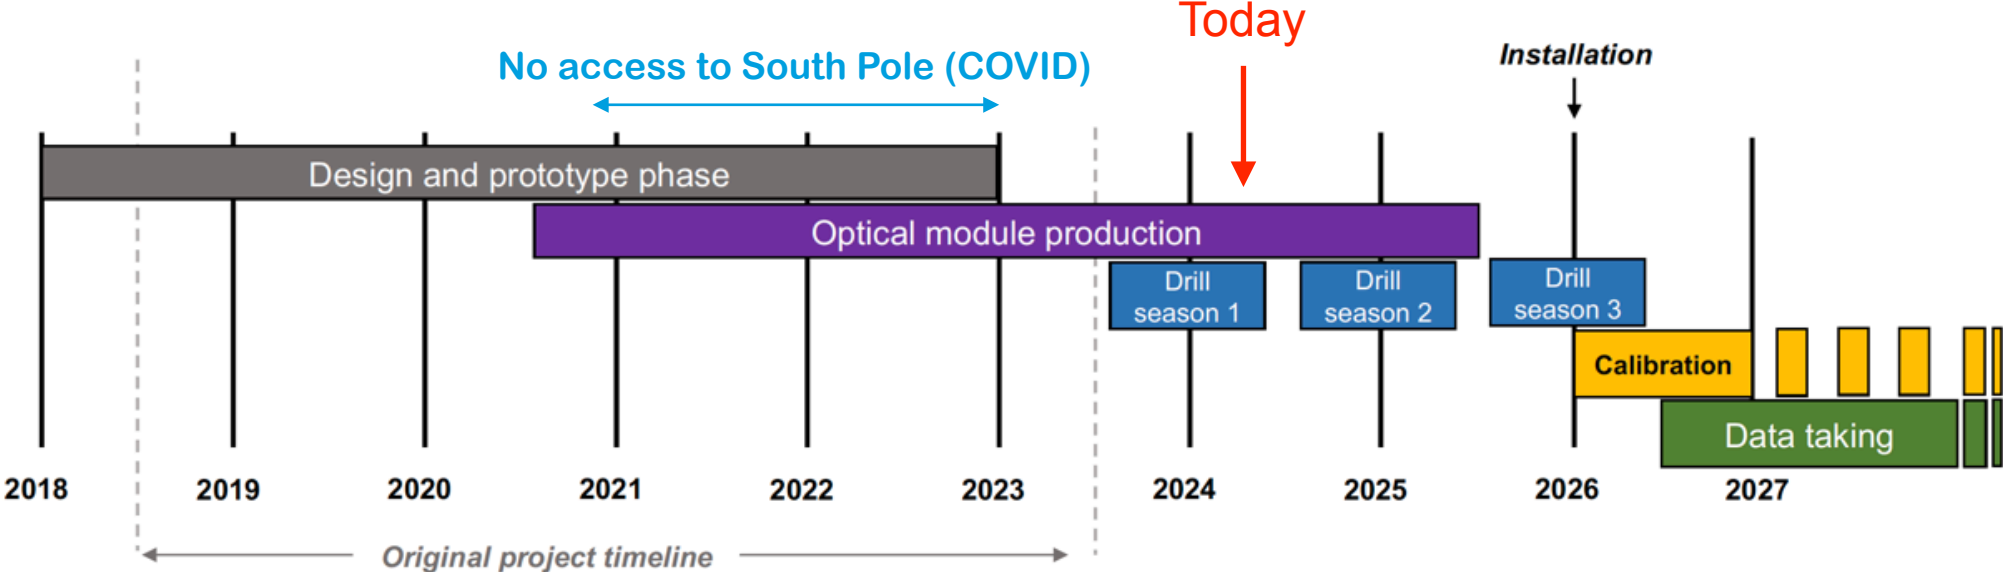 Today
No access to South Pole (COVID)
Installation
Design and prototype phase
Optical module production
Drill
season 1
Drill
season 2
Drill
season 3
Calibration
Data taking
2018
2019
2020
2021
2022
2023
2024
2025
2026
2027
Original project timeline